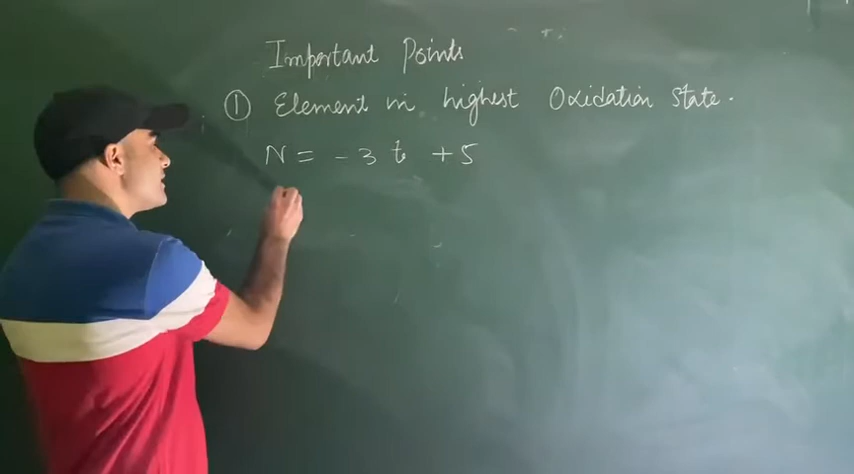 Important Points
① Element in highest Oxidation State.
N = -3 to +5